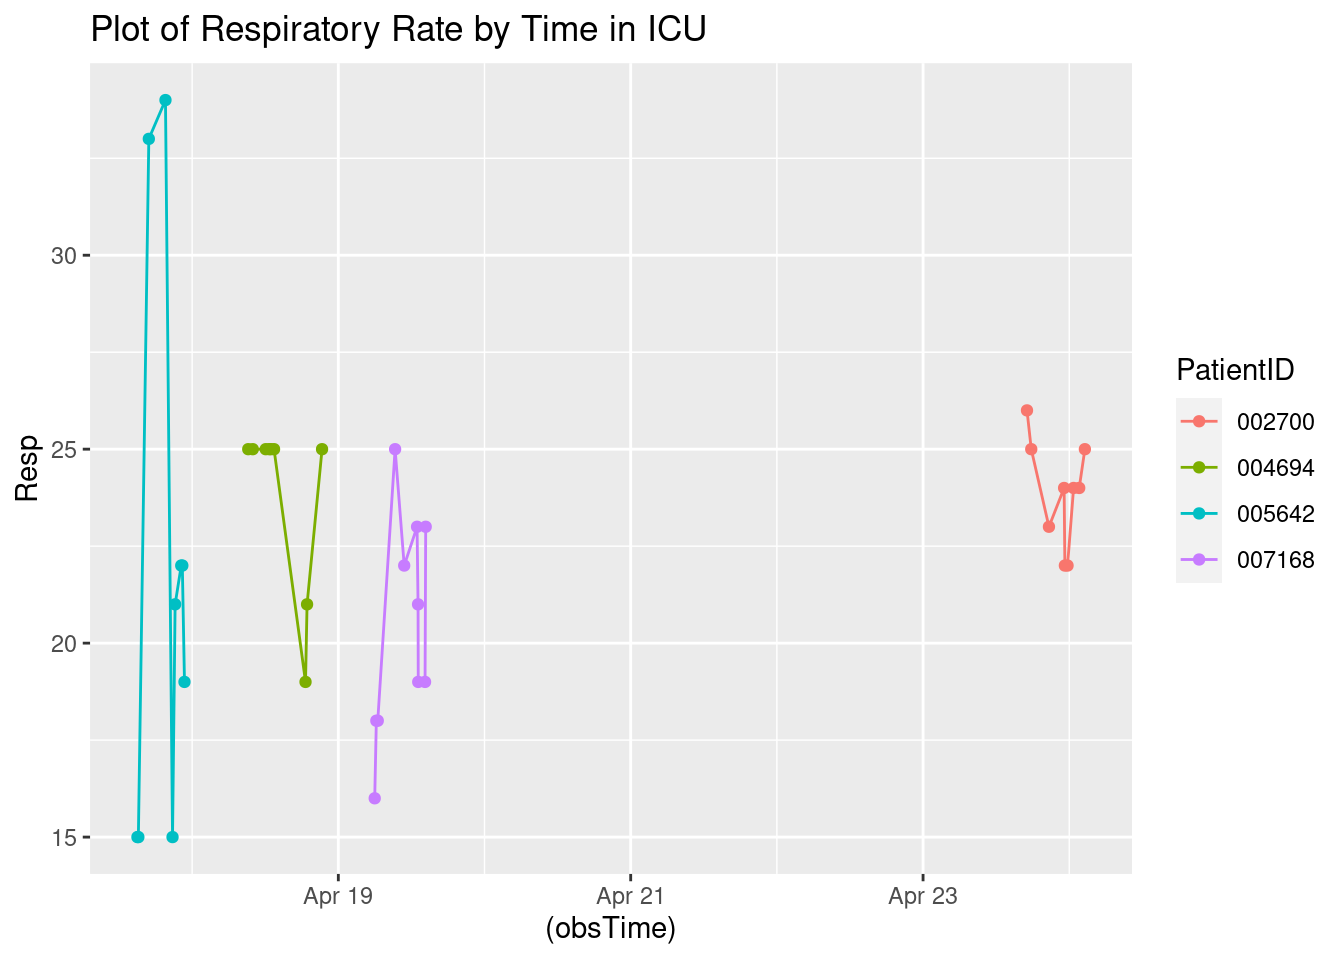 Plot of Respiratory Rate by Time in ICU
30
25
20
15
Resp
Apr 19
Apr 21
Apr 23
(obsTime)
PatientID
002700
004694
005642
007168